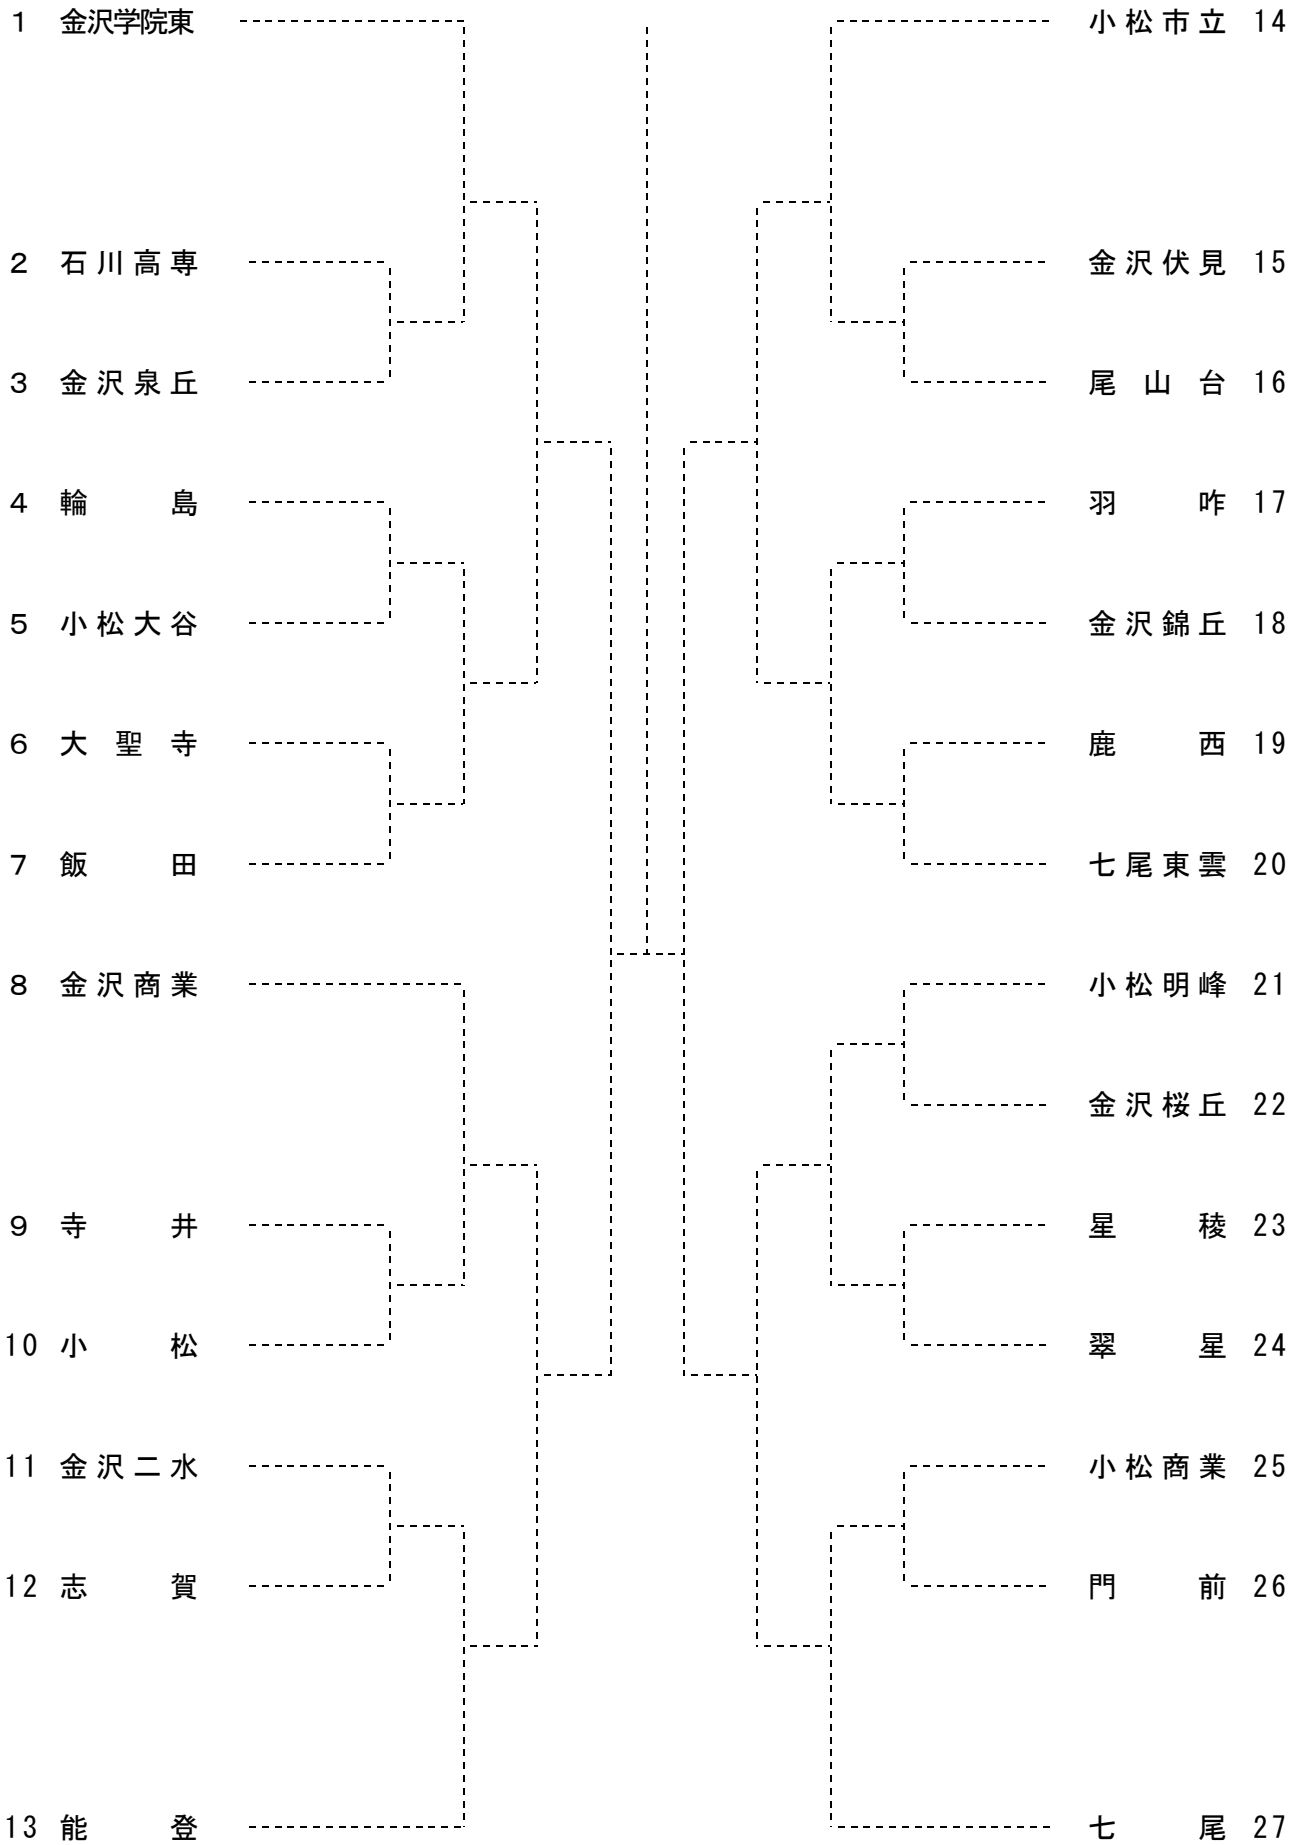 1 金沢学院東
2 石川高専
3 金沢泉丘
4 輪島
5 小松大谷
6 大聖寺
7 飯田
8 金沢商業
9 寺井
10 小松
11 金沢二水
12 志賀
13 能登
小松市立 14
金沢伏見 15
尾山台 16
羽咋 17
金沢錦丘 18
鹿西 19
七尾東雲 20
小松明峰 21
金沢桜丘 22
星稜 23
翠星 24
小松商業 25
門前 26
七尾 27